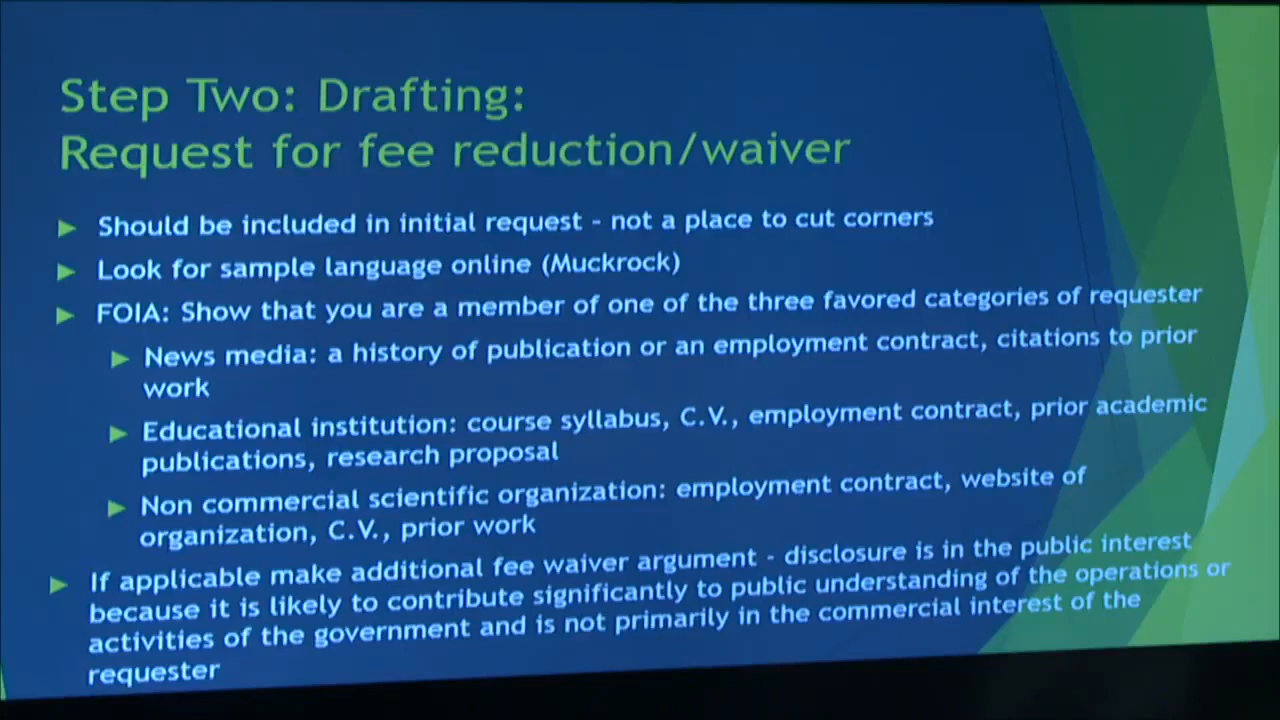 Step Two: Drafting:
Request for fee reduction/waiver
Should be included in initial request - not a place to cut corners
Look for sample language online (Muckrock)
FOIA: Show that you are a member of one of the three favored categories of requester
News media: a history of publication or an employment contract, citations to prior
work
Educational institution: course syllabus, C.V., employment contract, prior academic
publications, research proposal
Non commercial scientific organization: employment contract, website of
organization, C.V., prior work
If applicable make additional fee waiver argument - disclosure is in the public interest
because it is likely to contribute significantly to public understanding of the operations or
activities of the government and is not primarily in the commercial interest of the
requester